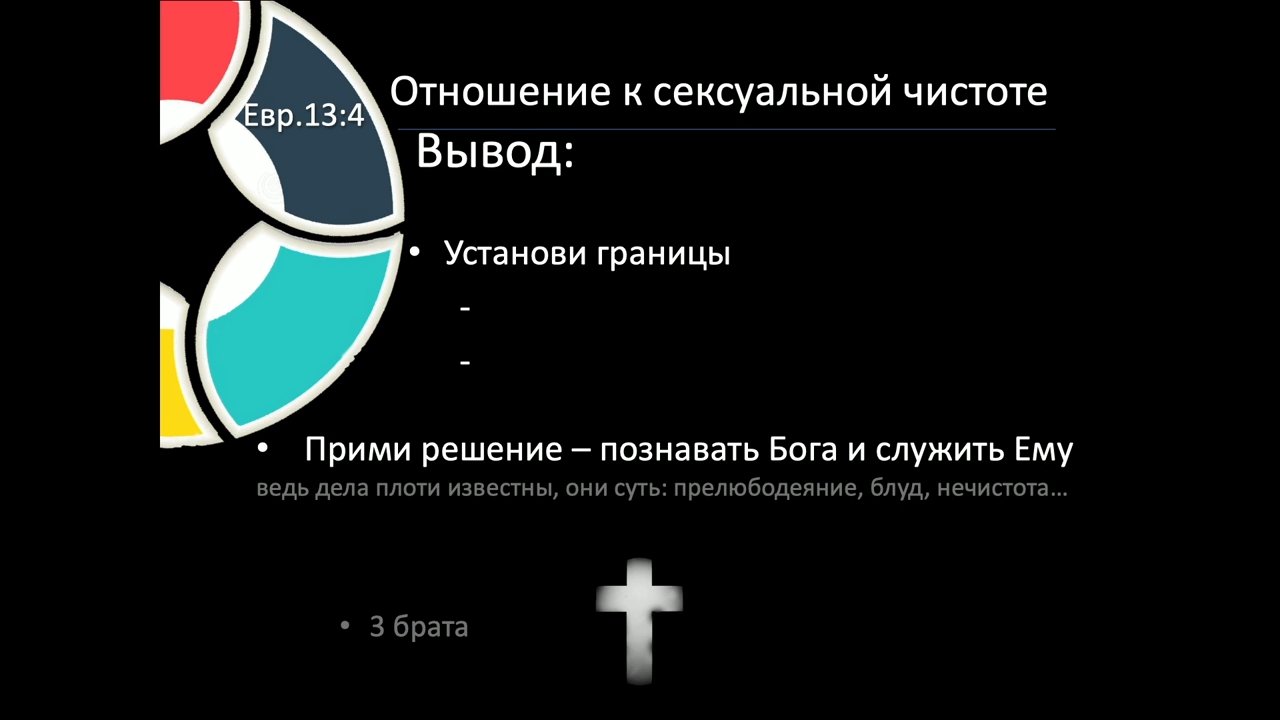 Евр.13:4
Отношение к сексуальной чистоте
Вывод:
• Установи границы
-
-
• Прими решение – познавать Бога и служить Ему
ведь дела плоти известны, они суть: прелюбодеяние, блуд, нечистота…
• 3 брата